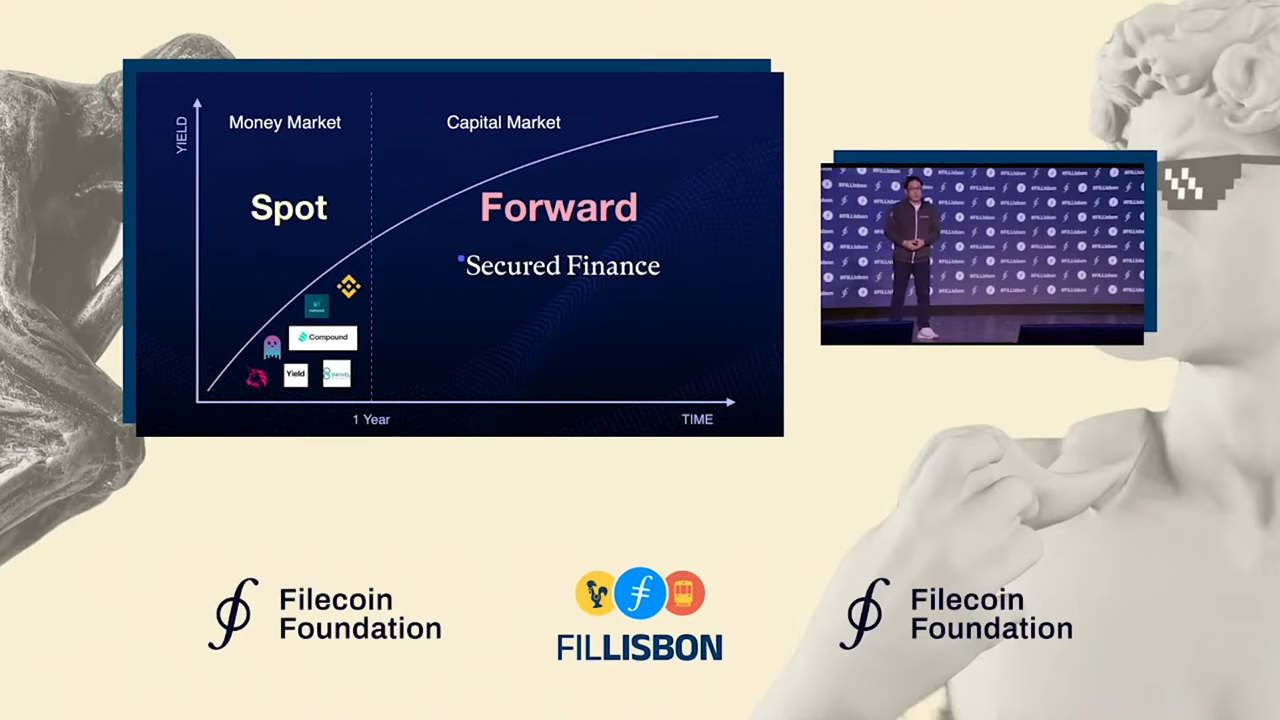 YIELD
Money Market
Capital Market
Spot
Forward
Secured Finance
Compound
Yield
1 Year
TIME
#FILLisbon
Filecoin
Foundation
FILLISBON
Filecoin
Foundation